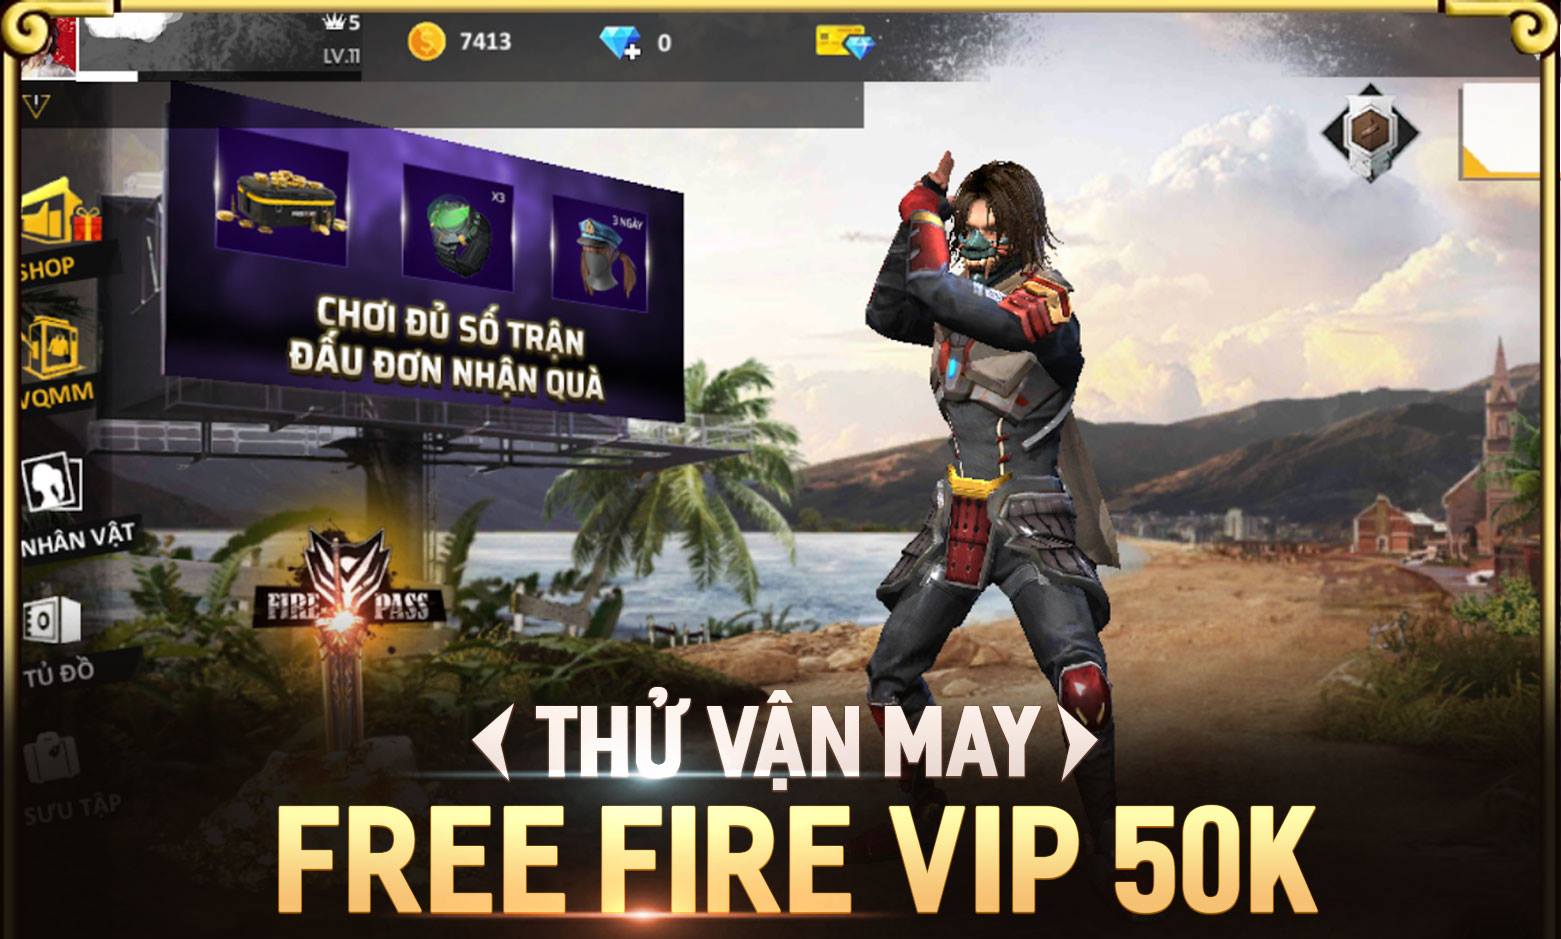 5
LV.11
7413
0
X3
3 NGÀY
CHƠI ĐỦ SỐ TRẬN
ĐẤU ĐƠN NHẬN QUÀ
SHOP
VQMM
NHÂN VẬT
FIRE PASS
TỦ ĐỒ
SƯU TẬP
THỬ VẬN MAY
FREE FIRE VIP 50K